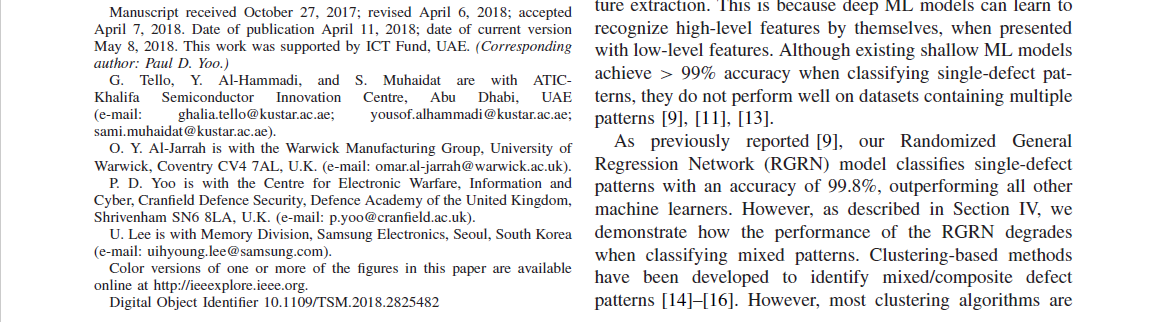 Manuscript received October 27, 2017; revised April 6, 2018; accepted
April 7, 2018. Date of publication April 11, 2018; date of current version
May 8, 2018. This work was supported by ICT Fund, UAE. (Corresponding
author: Paul D. Yoo.)
G. Tello, Y. Al-Hammadi, and S. Muhaidat are with ATIC-
Khalifa Semiconductor Innovation Centre, Abu Dhabi, UAE
(e-mail: ghalia.tello@kustar.ac.ae; yousof.alhammadi@kustar.ac.ae;
sami.muhaidat@kustar.ac.ae).
O. Y. Al-Jarrah is with the Warwick Manufacturing Group, University of
Warwick, Coventry CV4 7AL, U.K. (e-mail: omar.al-jarrah@warwick.ac.uk).
P. D. Yoo is with the Centre for Electronic Warfare, Information and
Cyber, Cranfield Defence Security, Defence Academy of the United Kingdom,
Shrivenham SN6 8LA, U.K. (e-mail: p.yoo@cranfield.ac.uk).
U. Lee is with Memory Division, Samsung Electronics, Seoul, South Korea
(e-mail: uihyoung.lee@samsung.com).
Color versions of one or more of the figures in this paper are available
online at http://ieeexplore.ieee.org.
Digital Object Identifier 10.1109/TSM.2018.2825482
ture extraction. This is because deep ML models can learn to
recognize high-level features by themselves, when presented
with low-level features. Although existing shallow ML models
achieve > 99% accuracy when classifying single-defect pat-
terns, they do not perform well on datasets containing multiple
patterns [9], [11], [13].
As previously reported [9], our Randomized General
Regression Network (RGRN) model classifies single-defect
patterns with an accuracy of 99.8%, outperforming all other
machine learners. However, as described in Section IV, we
demonstrate how the performance of the RGRN degrades
when classifying mixed patterns. Clustering-based methods
have been developed to identify mixed/composite defect
patterns [14]–[16]. However, most clustering algorithms are